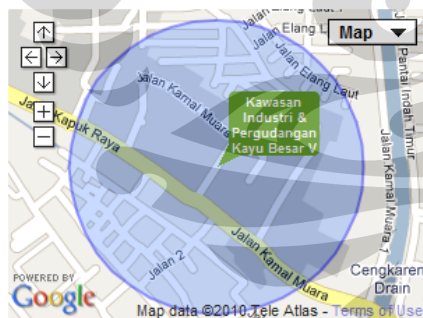 Jalan Elang Laut 1
Jalan Elang L
Map
Jalan Elang Laut
Pantai Indah Timur
Jalan Kamal Muara
Kawasan
Industri &
Pergudangan
Kayu Besar V
Jalan Kapuk Raya
Jalan Kamal Muara 1
Jalan 2
Jalan Kamal Muara
Cengkaren
Drain
POWERED BY
Google
Map data ©2010 Tele Atlas - Terms of Use